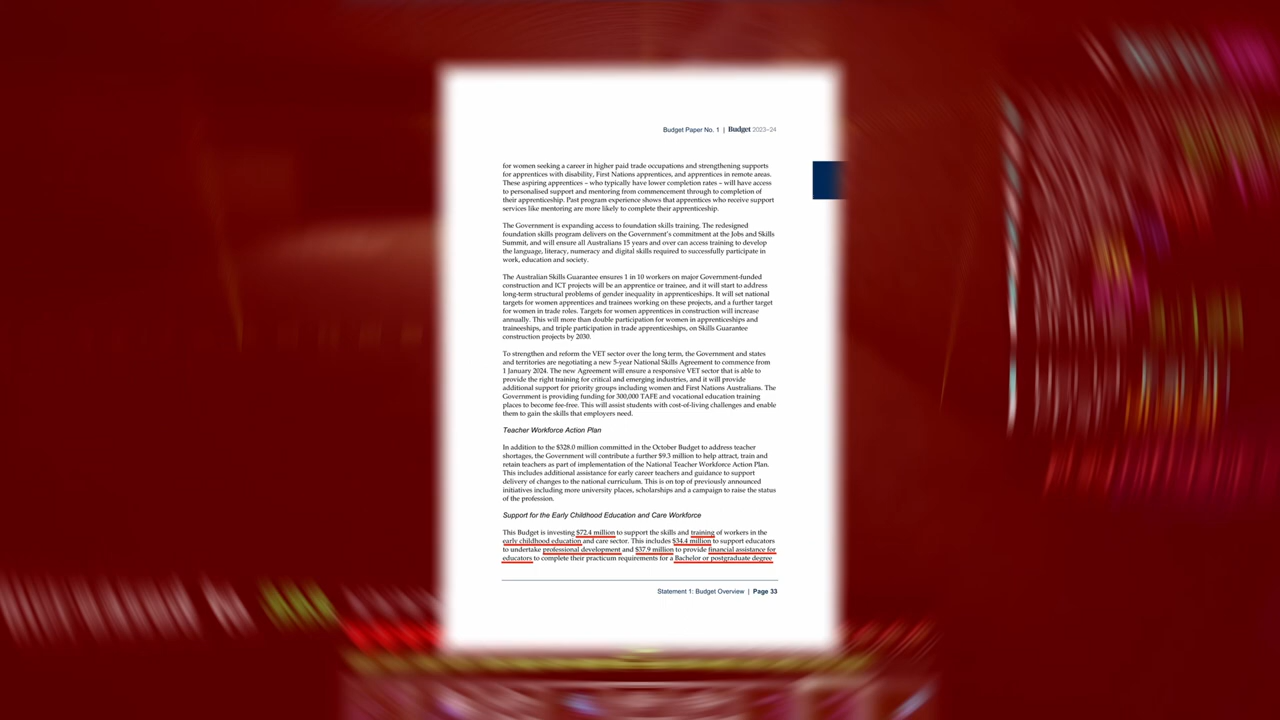 Budget Paper No. 1 | Budget 2023–24
for women seeking a career in higher paid trade occupations and strengthening supports
for apprentices with disability, First Nations apprentices, and apprentices in remote areas.
These aspiring apprentices – who typically have lower completion rates – will have access
to personalised support and mentoring from commencement through to completion of
their apprenticeship. Past program experience shows that apprentices who receive support
services like mentoring are more likely to complete their apprenticeship.
The Government is expanding access to foundation skills training. The redesigned
foundation skills program delivers on the Government's commitment at the Jobs and Skills
Summit, and will ensure all Australians 15 years and over can access training to develop
the language, literacy, numeracy and digital skills required to successfully participate in
work, education and society.
The Australian Skills Guarantee ensures 1 in 10 workers on major Government-funded
construction and ICT projects will be an apprentice or trainee, and it will start to address
long-term structural problems of gender inequality in apprenticeships. It will set national
targets for women apprentices and trainees working on these projects, and a further target
for women in trade roles. Targets for women apprentices in construction will increase
annually. This will more than double participation for women in apprenticeships and
traineeships, and triple participation in trade apprenticeships, on Skills Guarantee
construction projects by 2030.
To strengthen and reform the VET sector over the long term, the Government and states
and territories are negotiating a new 5-year National Skills Agreement to commence from
1 January 2024. The new Agreement will ensure a responsive VET sector that is able to
provide the right training for critical and emerging industries, and it will provide
additional support for priority groups including women and First Nations Australians. The
Government is providing funding for 300,000 TAFE and vocational education training
places to become fee-free. This will assist students with cost-of-living challenges and enable
them to gain the skills that employers need.
Teacher Workforce Action Plan
In addition to the $328.0 million committed in the October Budget to address teacher
shortages, the Government will contribute a further $9.3 million to help attract, train and
retain teachers as part of implementation of the National Teacher Workforce Action Plan.
This includes additional assistance for early career teachers and guidance to support
delivery of changes to the national curriculum. This is on top of previously announced
initiatives including more university places, scholarships and a campaign to raise the status
of the profession.
Support for the Early Childhood Education and Care Workforce
This Budget is investing $72.4 million to support the skills and training of workers in the
early childhood education and care sector. This includes $34.4 million to support educators
to undertake professional development and $37.9 million to provide financial assistance for
educators to complete their practicum requirements for a Bachelor or postgraduate degree
Statement 1: Budget Overview | Page 33